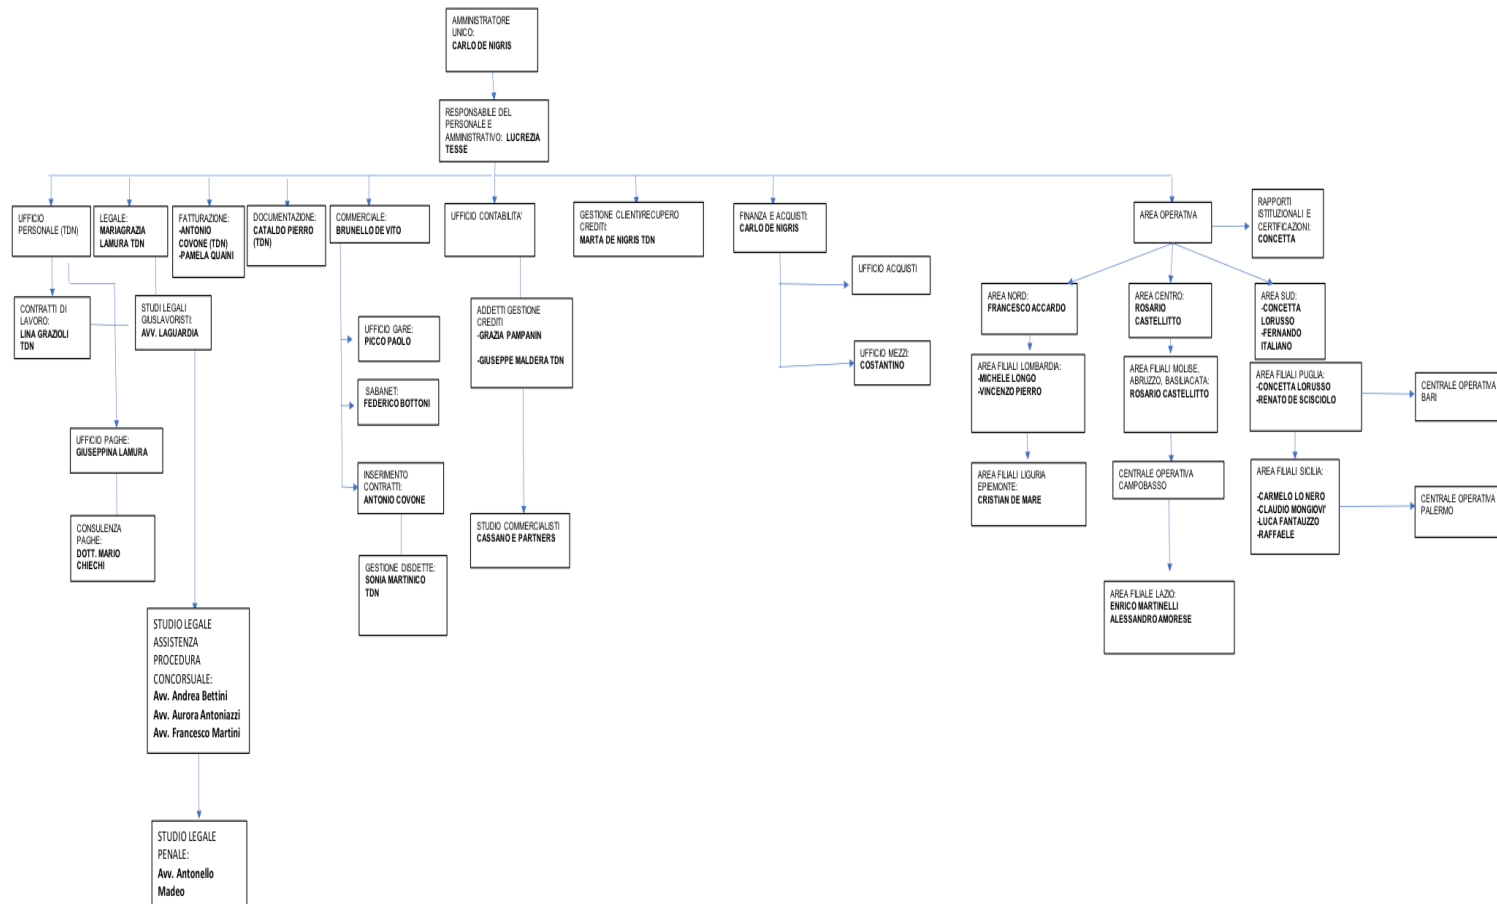 AMMINISTRATORE
UNICO:
CARLO DE NIGRIS
RESPONSABILE DEL
PERSONALE E
AMMINISTRATIVO: LUCREZIA
TESSE
UFFICIO
PERSONALE (TDN)
LEGALE:
MARIAGRAZIA
LAMURA TDN
FATTURAZIONE:
-ANTONIO
COVONE (TDN)
-PAMELA QUAINI
DOCUMENTAZIONE:
CATALDO PIERRO
(TDN)
COMMERCIALE:
BRUNELLO DE VITO
UFFICIO CONTABILITA'
GESTIONE CLIENTI/RECUPERO
CREDITI:
MARTA DE NIGRIS TDN
FINANZA E ACQUISTI:
CARLO DE NIGRIS
AREA OPERATIVA
RAPPORTI
ISTITUZIONALI E
CERTIFICAZIONI:
CONCETTA
UFFICIO ACQUISTI
CONTRATTI DI
LAVORO:
LINA GRAZIOLI
TDN
STUDI LEGALI
GIUSLAVORISTI:
AVV. LAGUARDIA
UFFICIO GARE:
PICCO PAOLO
ADDETTI GESTIONE
CREDITI
-GRAZIA PAMPANIN
-GIUSEPPE MALDERA TDN
UFFICIO MEZZI:
COSTANTINO
AREA NORD:
FRANCESCO ACCARDO
AREA CENTRO:
ROSARIO
CASTELLITTO
AREA SUD:
-CONCETTA
LORUSSO
-FERNANDO
ITALIANO
SABANET:
FEDERICO BOTTONI
AREA FILIALI LOMBARDIA:
-MICHELE LONGO
-VINCENZO PIERRO
AREA FILIALI MOLISE,
ABRUZZO, BASILIACATA:
ROSARIO CASTELLITTO
AREA FILIALI PUGLIA:
-CONCETTA LORUSSO
-RENATO DE SCISCIOLO
CENTRALE OPERATIVA
BARI
UFFICIO PAGHE:
GIUSEPPINA LAMURA
INSERIMENTO
CONTRATTI:
ANTONIO COVONE
AREA FILIALI LIGURIA
EPIEMONTE:
CRISTIAN DE MARE
CENTRALE OPERATIVA
CAMPOBASSO
AREA FILIALI SICILIA:
-CARMELO LO NERO
-CLAUDIO MONGIOVI'
-LUCA FANTAUZZO
-RAFFAELE
CENTRALE OPERATIVA
PALERMO
CONSULENZA
PAGHE:
DOTT. MARIO
CHIECHI
STUDIO COMMERCIALISTI
CASSANO E PARTNERS
GESTIONE DISDETTE:
SONIA MARTINICO
TDN
AREA FILIALE LAZIO:
ENRICO MARTINELLI
ALESSANDRO AMORESE
STUDIO LEGALE
ASSISTENZA
PROCEDURA
CONCORSUALE:
Avv. Andrea Bettini
Avv. Aurora Antoniazzi
Avv. Francesco Martini
STUDIO LEGALE
PENALE:
Avv. Antonello
Madeo